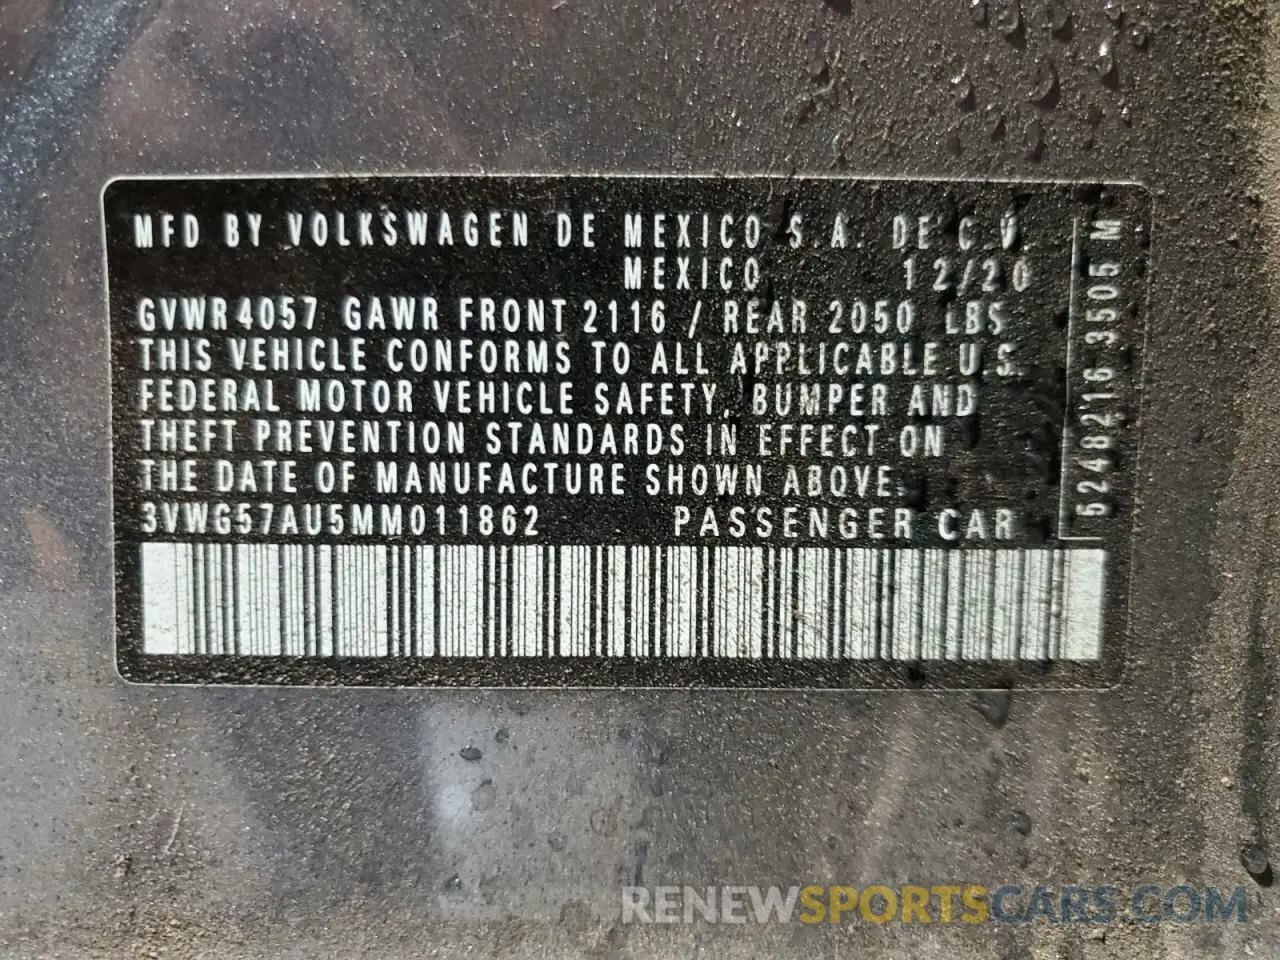 MFD BY VOLKSWAGEN DE MEXICO S.A. DE C.V.
MEXICO 12/20
GVWR4057 GAWR FRONT 2116 / REAR 2050 LBS
THIS VEHICLE CONFORMS TO ALL APPLICABLE U.S.
FEDERAL MOTOR VEHICLE SAFETY, BUMPER AND
THEFT PREVENTION STANDARDS IN EFFECT ON
THE DATE OF MANUFACTURE SHOWN ABOVE.
3VWG57AU5MM011862 PASSENGER CAR
5248216 3505 M
RENEWSPORTSCARS.COM